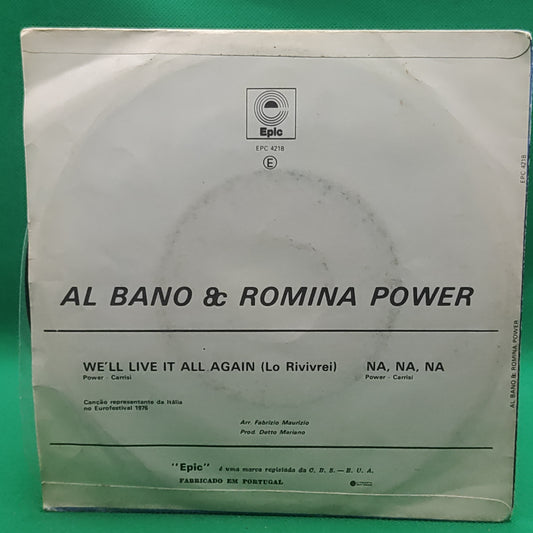 Epic
EPC 4218
E
AL BANO & ROMINA POWER
WE'LL LIVE IT ALL AGAIN (Lo Rivivrei)
Power - Carrisi
NA, NA, NA
Power - Carrisi
Canção representante da Itália
no Eurofestival 1976
Arr. Fabrizio Maurizio
Prod. Detto Mariano
"Epic" é uma marca registada da C. B. S. — E. U. A.
FABRICADO EM PORTUGAL
EPC 4218
AL BANO & ROMINA POWER